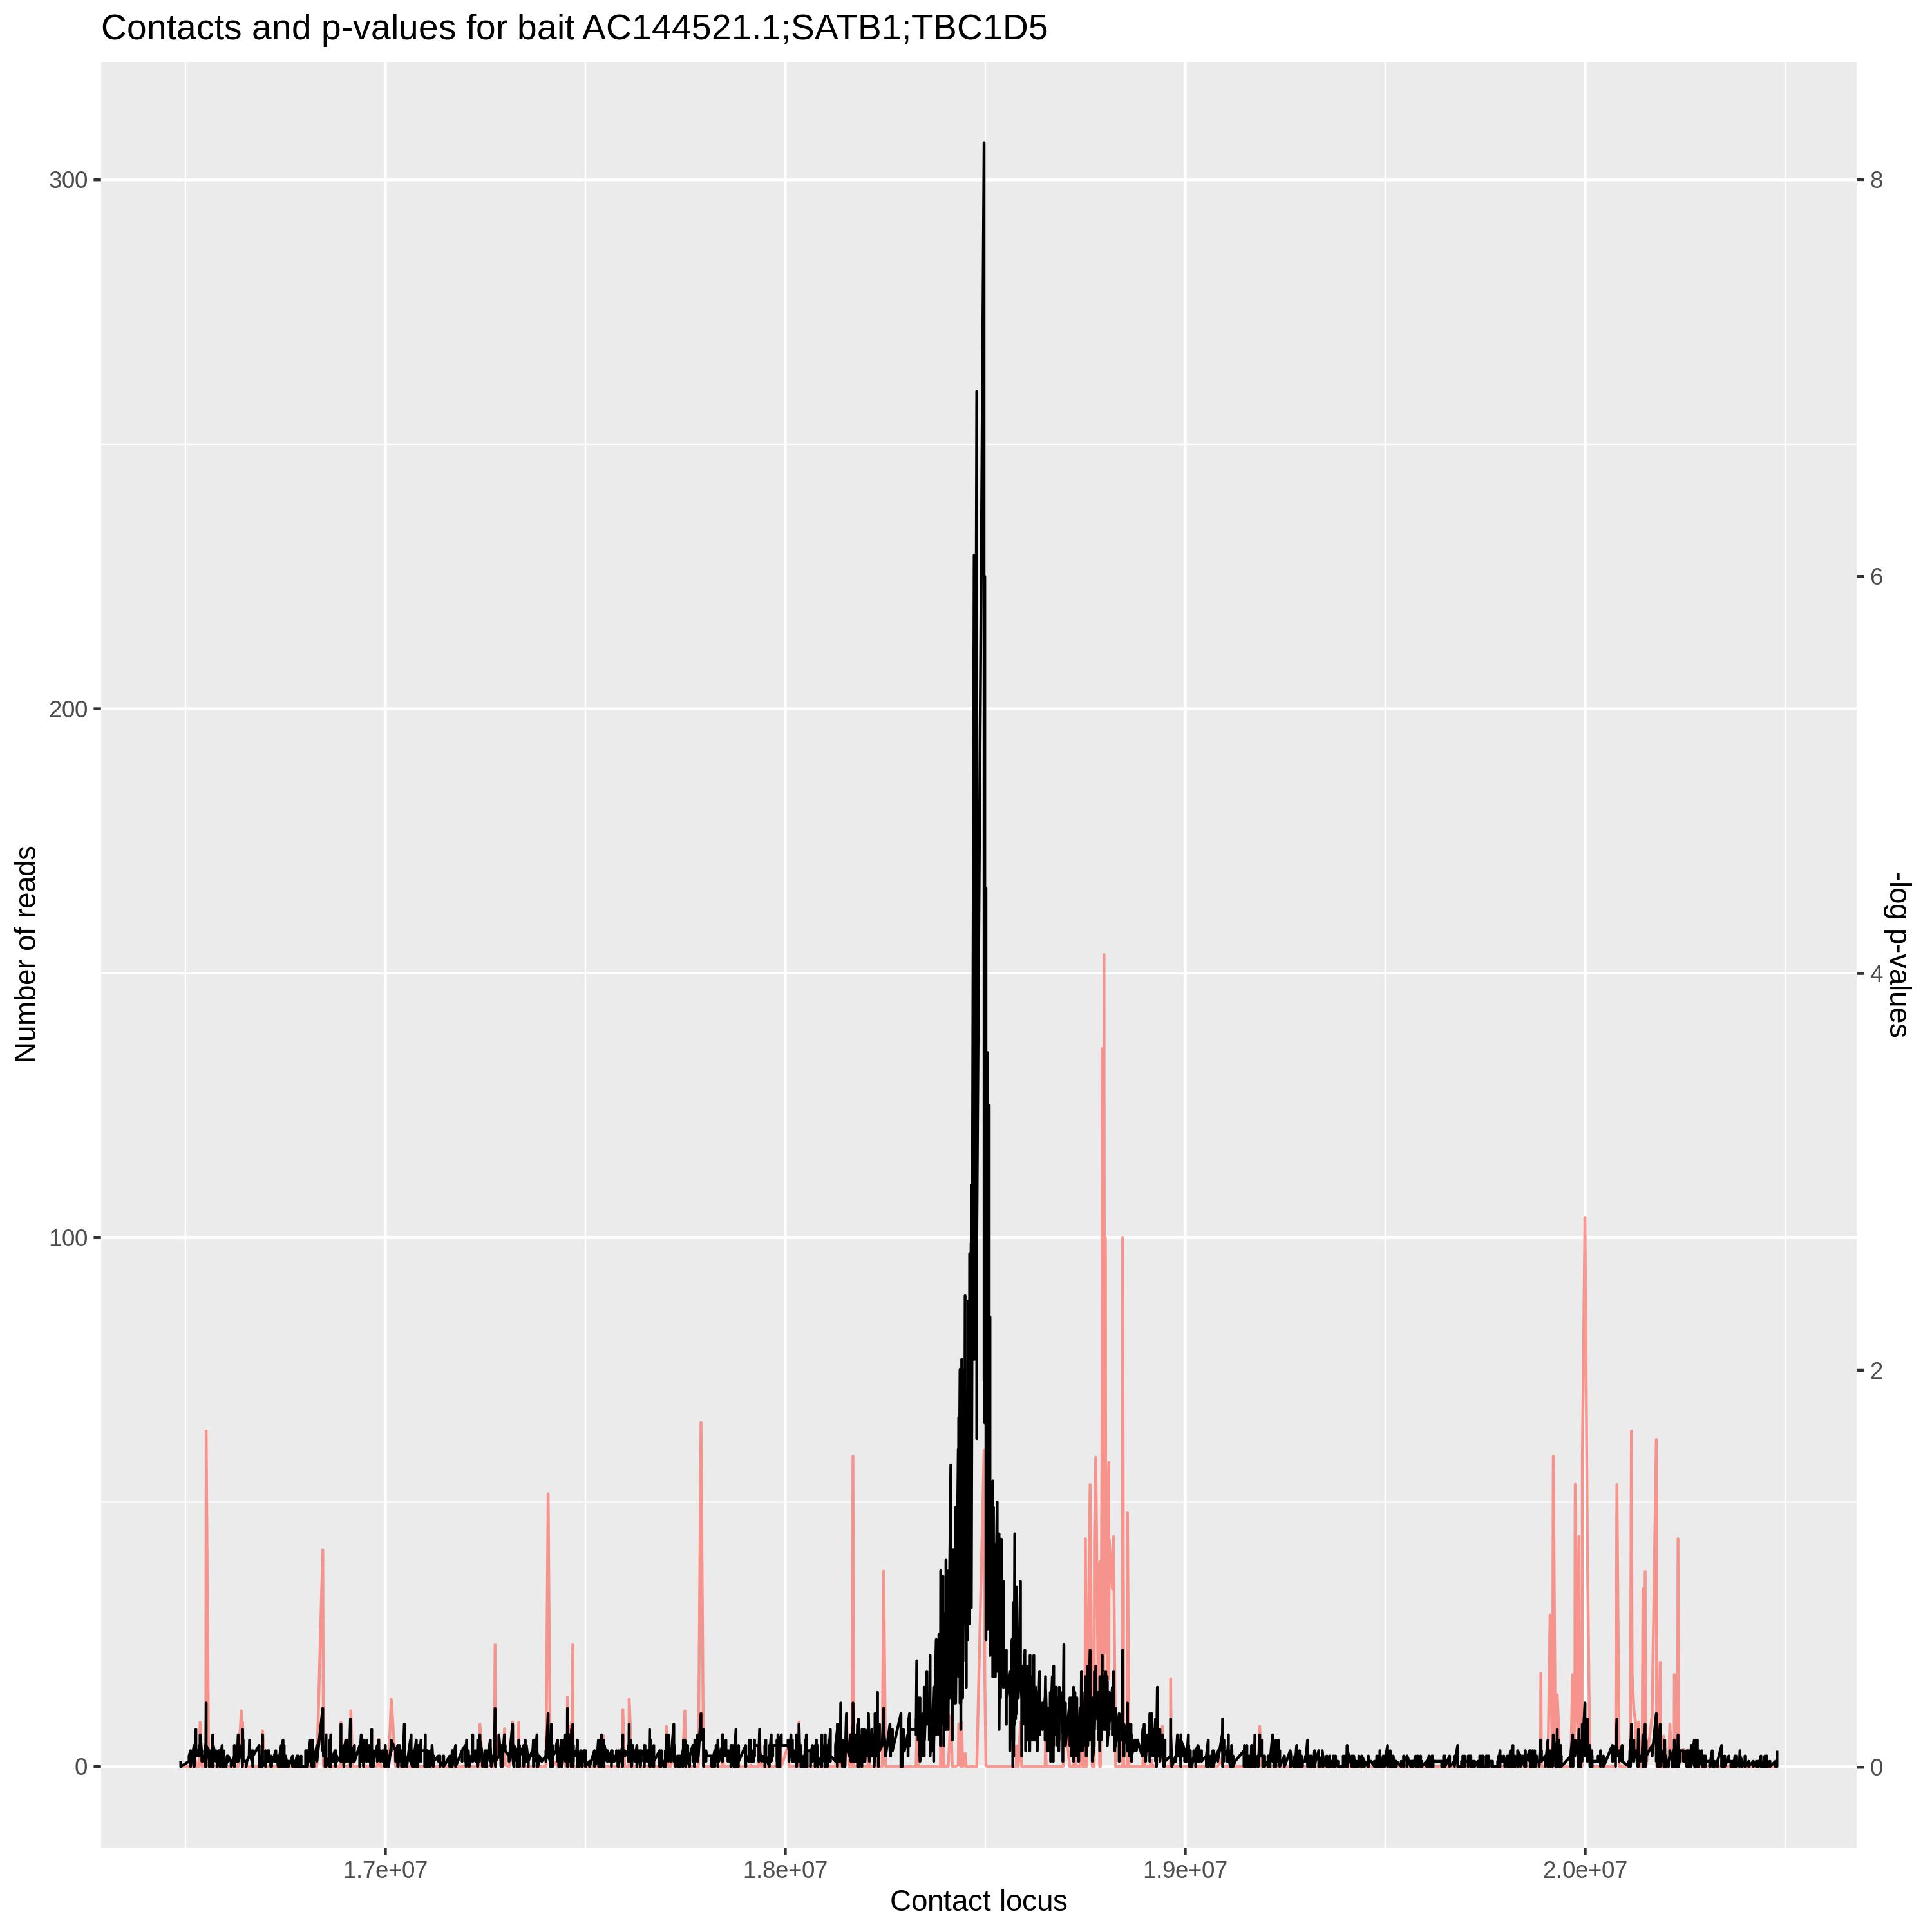 Contacts and p-values for bait AC144521.1;SATB1;TBC1D5
300
200
100
0
Number of reads
8
6
4
2
0
-log p-values
1.7e+07
1.8e+07
1.9e+07
2.0e+07
Contact locus